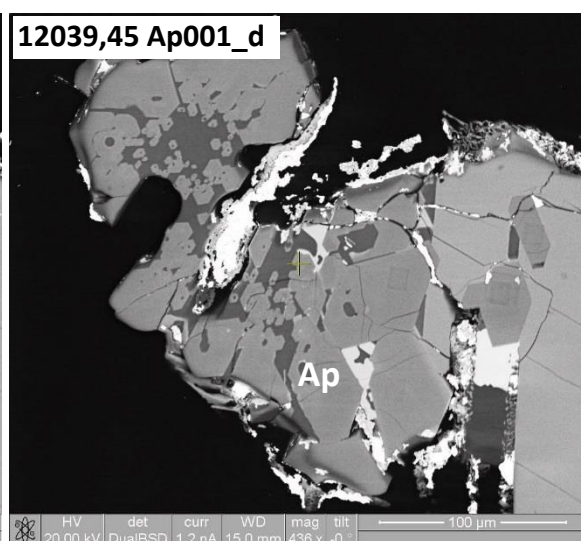 12039,45 Ap001_d
Ap
HV det curr WD mag tilt
20.00 kV DualBSD 1.2 nA 15.0 mm 436 x -0 °
100 µm